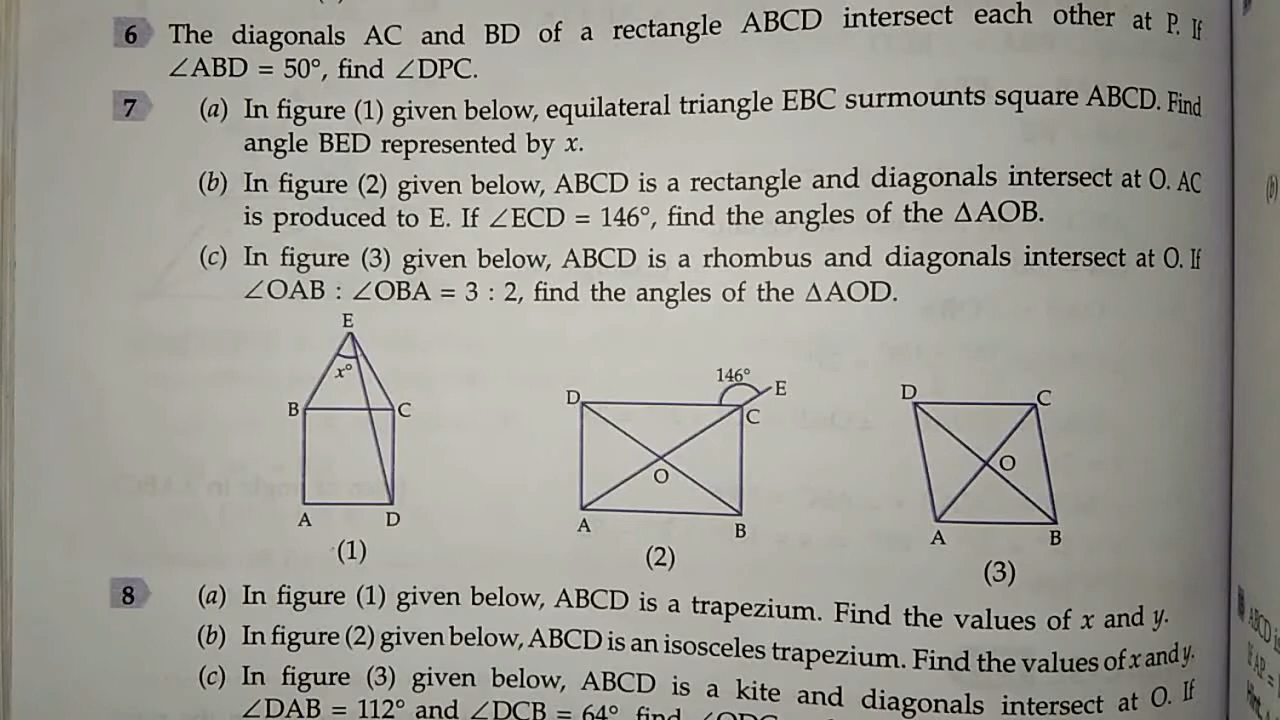 6 The diagonals AC and BD of a rectangle ABCD intersect each other at P. If
∠ABD = 50°, find ∠DPC.
7 (a) In figure (1) given below, equilateral triangle EBC surmounts square ABCD. Find
angle BED represented by x.
(b) In figure (2) given below, ABCD is a rectangle and diagonals intersect at O. AC
is produced to E. If ∠ECD = 146°, find the angles of the ΔAOB.
(c) In figure (3) given below, ABCD is a rhombus and diagonals intersect at O. If
∠OAB : ∠OBA = 3 : 2, find the angles of the ΔAOD.
E
x°
B C
A D
(1)
146°
E
D
C
O
A
B
(2)
D C
O
A B
(3)
8 (a) In figure (1) given below, ABCD is a trapezium. Find the values of x and y.
(b) In figure (2) given below, ABCD is an isosceles trapezium. Find the values of x and y.
(c) In figure (3) given below, ABCD is a kite and diagonals intersect at O. If
∠DAB = 112° and ∠DCB = 64°, find
(b)
ABCD is
If AP =